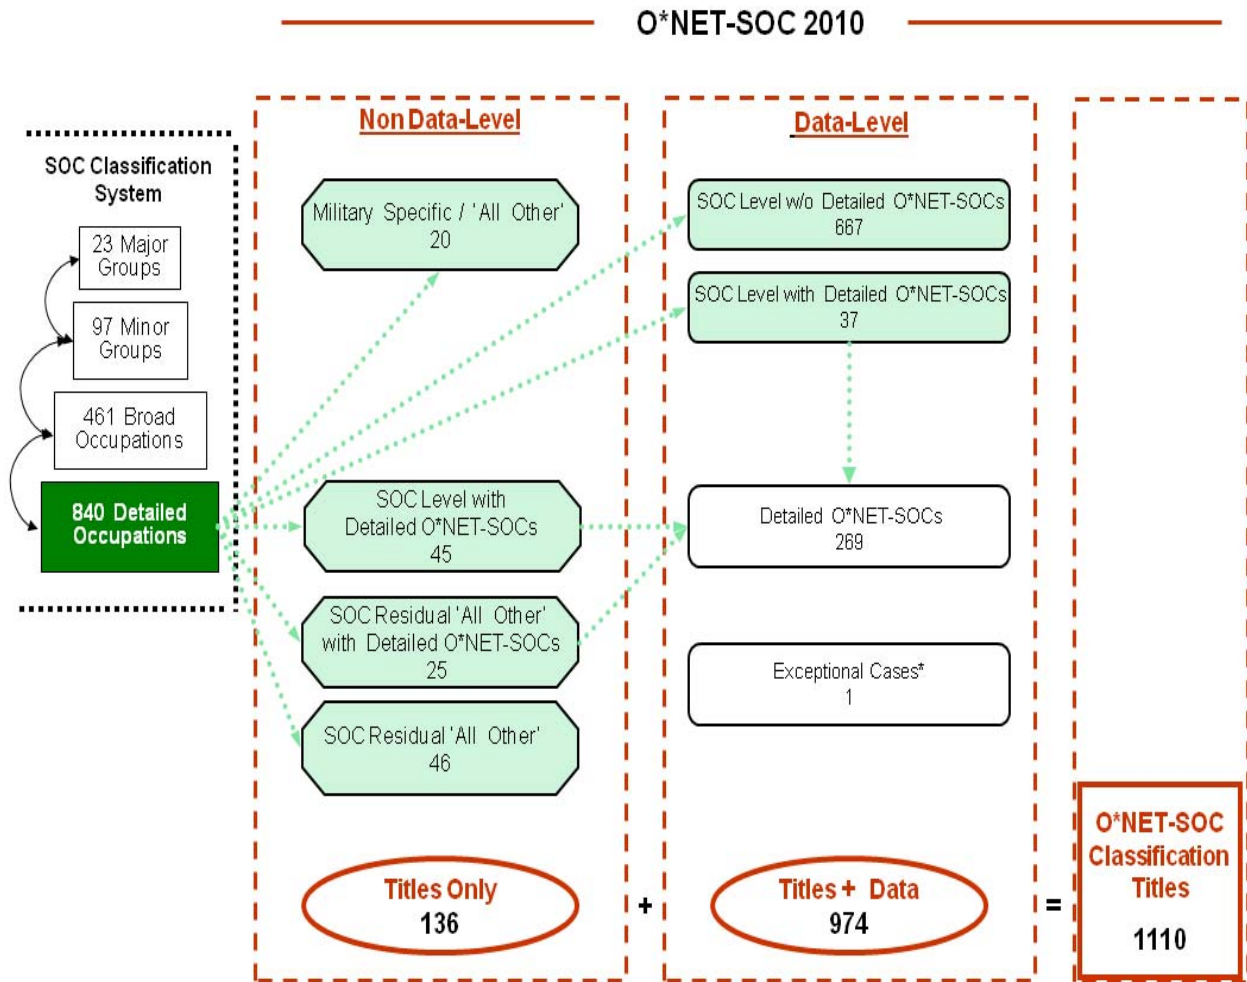 O*NET-SOC 2010
SOC Classification
System
23 Major
Groups
97 Minor
Groups
461 Broad
Occupations
840 Detailed
Occupations
Non Data-Level
Military Specific / 'All Other'
20
SOC Level with
Detailed O*NET-SOCs
45
SOC Residual 'All Other'
with Detailed O*NET-SOCs
25
SOC Residual 'All Other'
46
Titles Only
136
+
Data-Level
SOC Level w/o Detailed O*NET-SOCs
667
SOC Level with Detailed O*NET-SOCs
37
Detailed O*NET-SOCs
269
Exceptional Cases*
1
Titles + Data
974
=
O*NET-SOC
Classification
Titles
1110